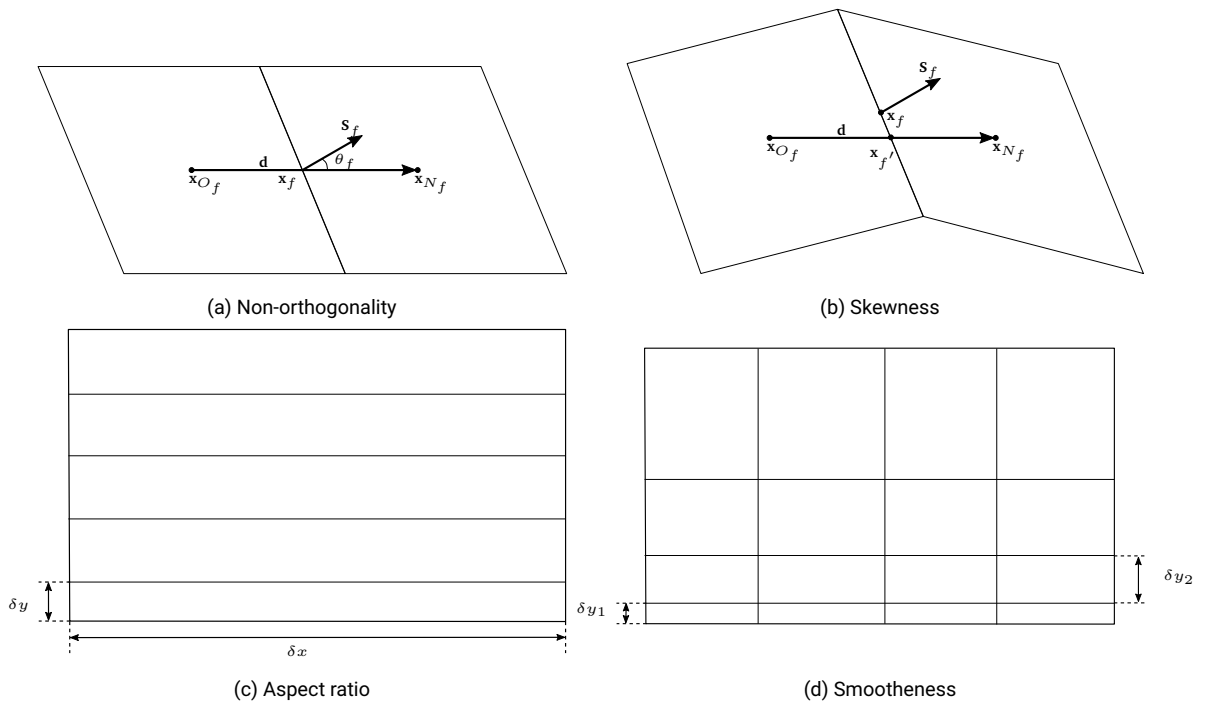 S_f
θ_f
d
x_{O_f}
x_f
x_{N_f}
(a) Non-orthogonality
S_f
x_f
d
x_{O_f}
x_{f'}
x_{N_f}
(b) Skewness
δy
δx
(c) Aspect ratio
δy_1
δy_2
(d) Smootheness